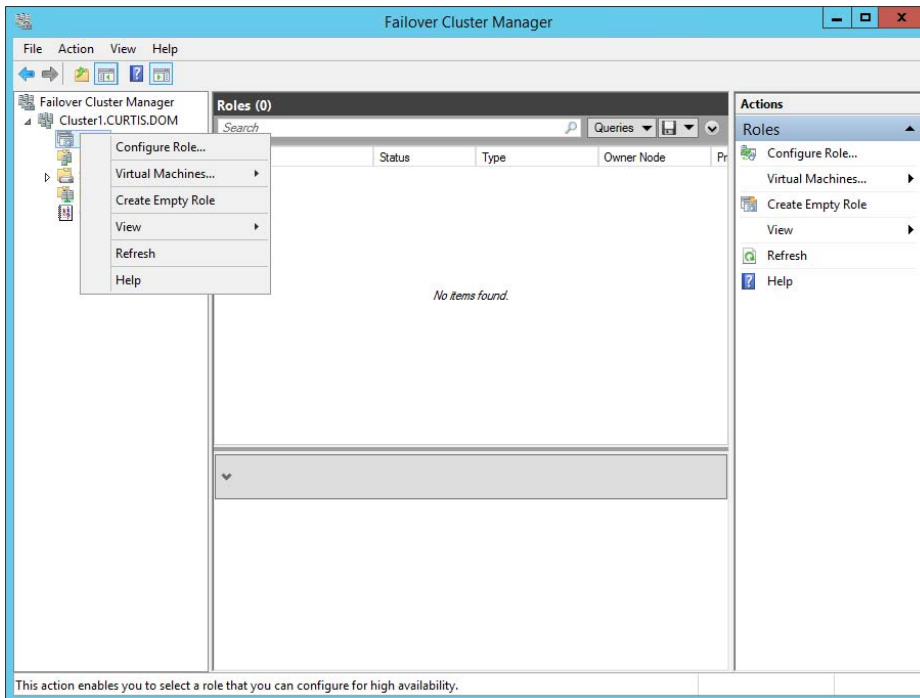 Failover Cluster Manager
File Action View Help
Failover Cluster Manager
Cluster1.CURTIS.DOM
Configure Role...
Virtual Machines...
Create Empty Role
View
Refresh
Help
Roles (0)
Search
Queries
Status Type Owner Node Pr
No items found.
Actions
Roles
Configure Role...
Virtual Machines...
Create Empty Role
View
Refresh
Help
This action enables you to select a role that you can configure for high availability.